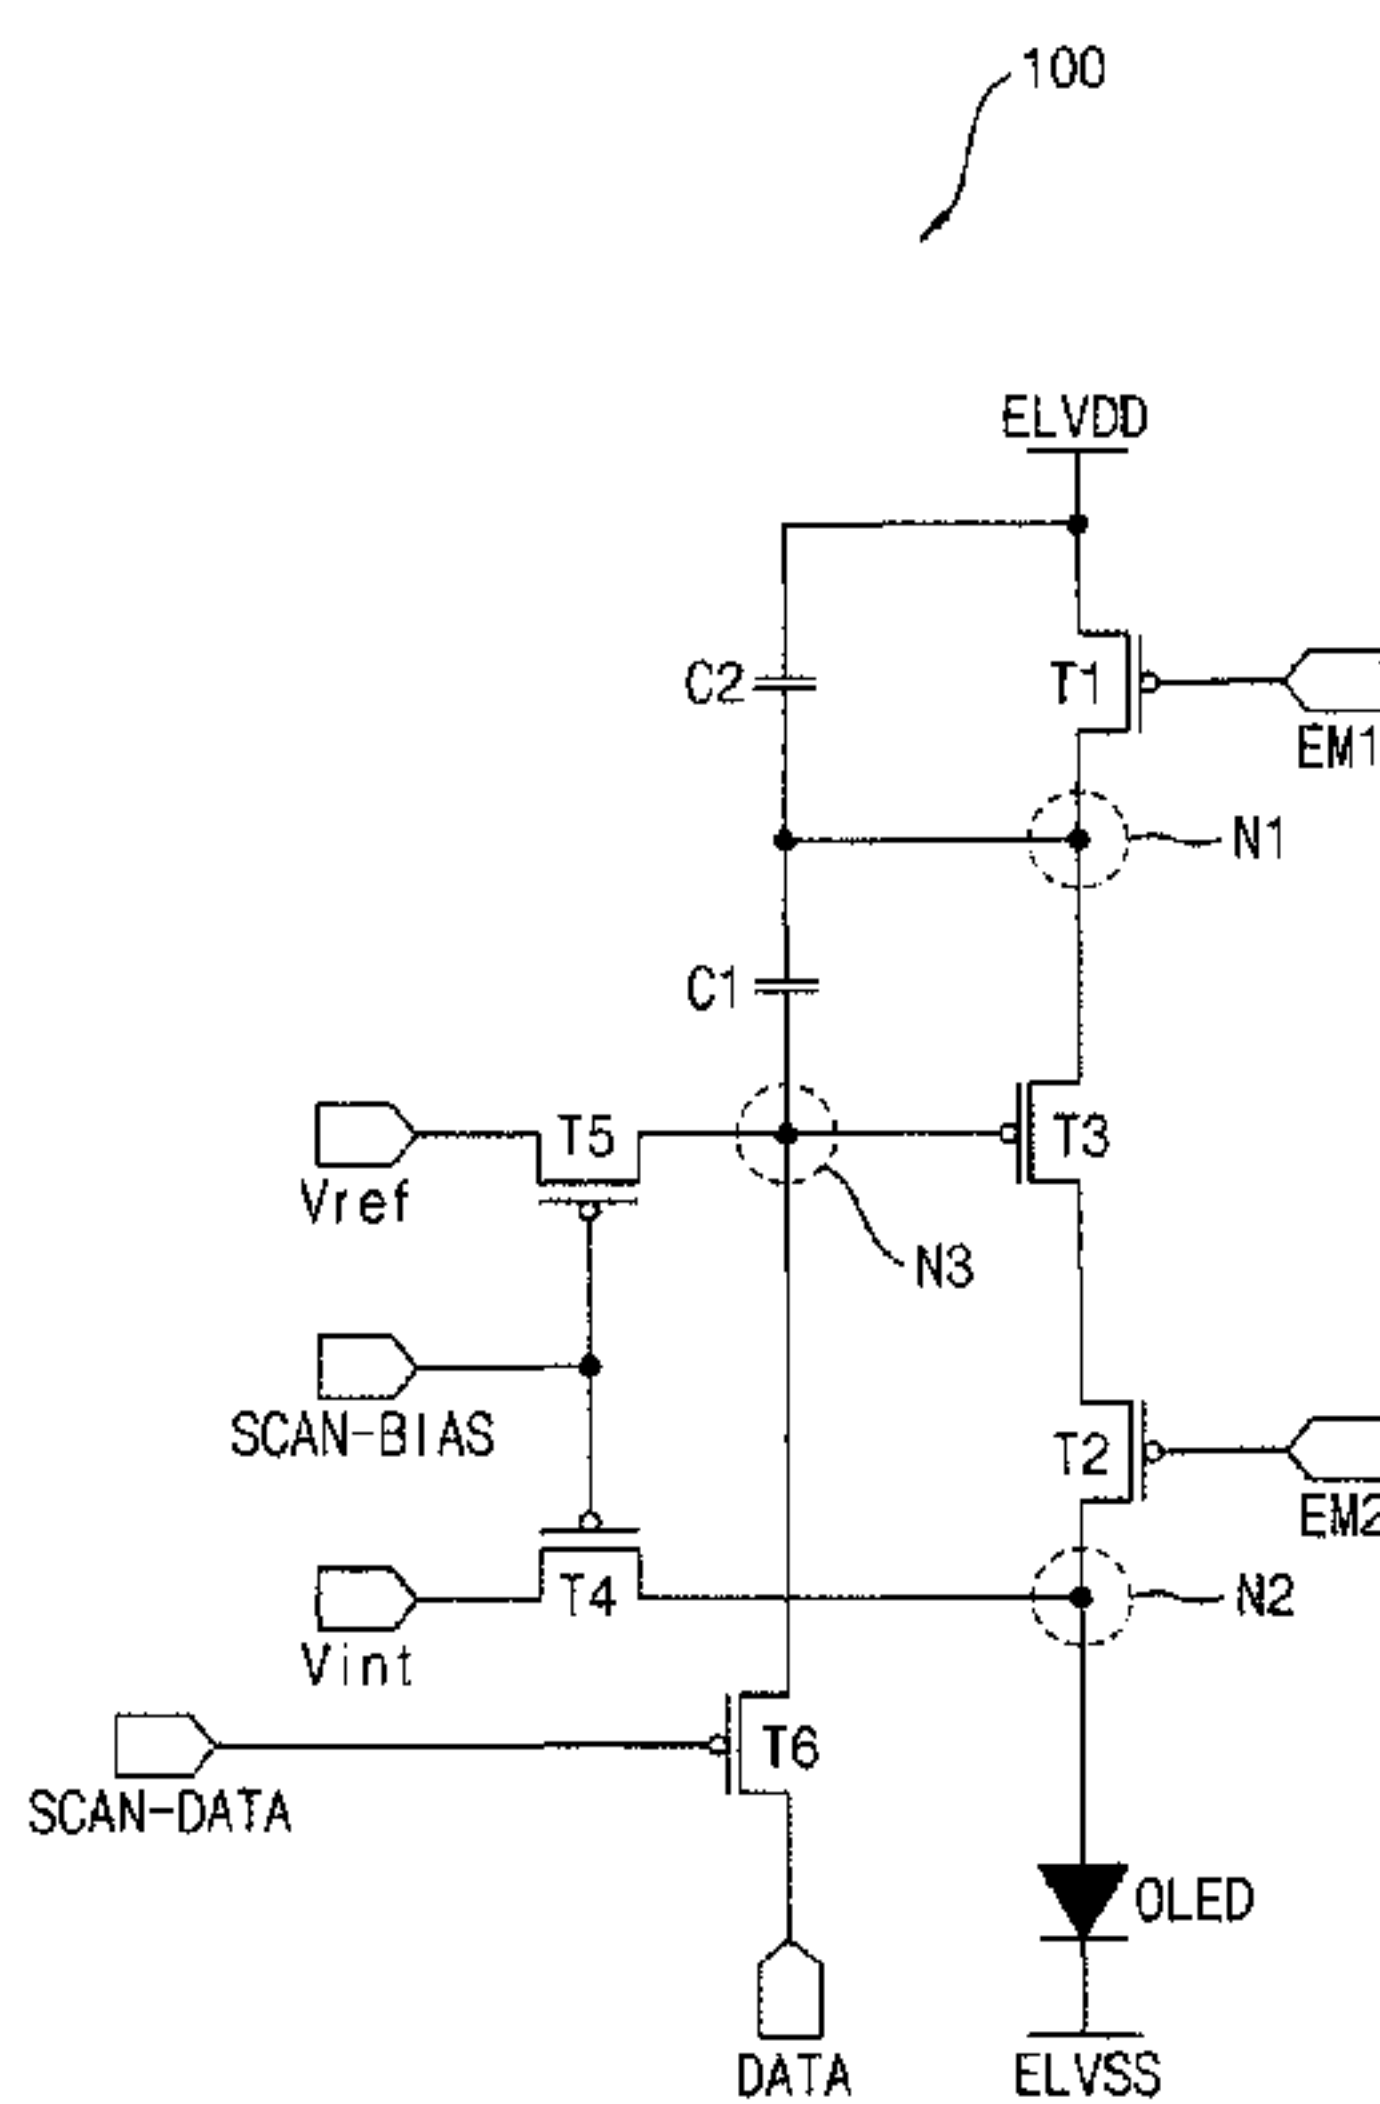 100
ELVDD
C2
T1
EM1
N1
C1
Vref
T5
T3
N3
SCAN-BIAS
T2
EM2
Vint
T4
N2
SCAN-DATA
T6
OLED
DATA
ELVSS